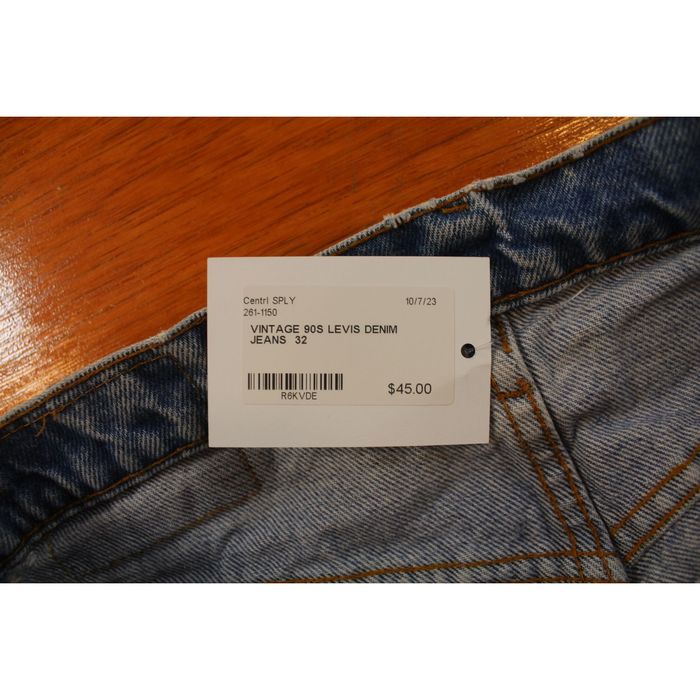 Centrl SPLY 10/7/23
261-1150
VINTAGE 90S LEVIS DENIM
JEANS 32
R6KVDE $45.00